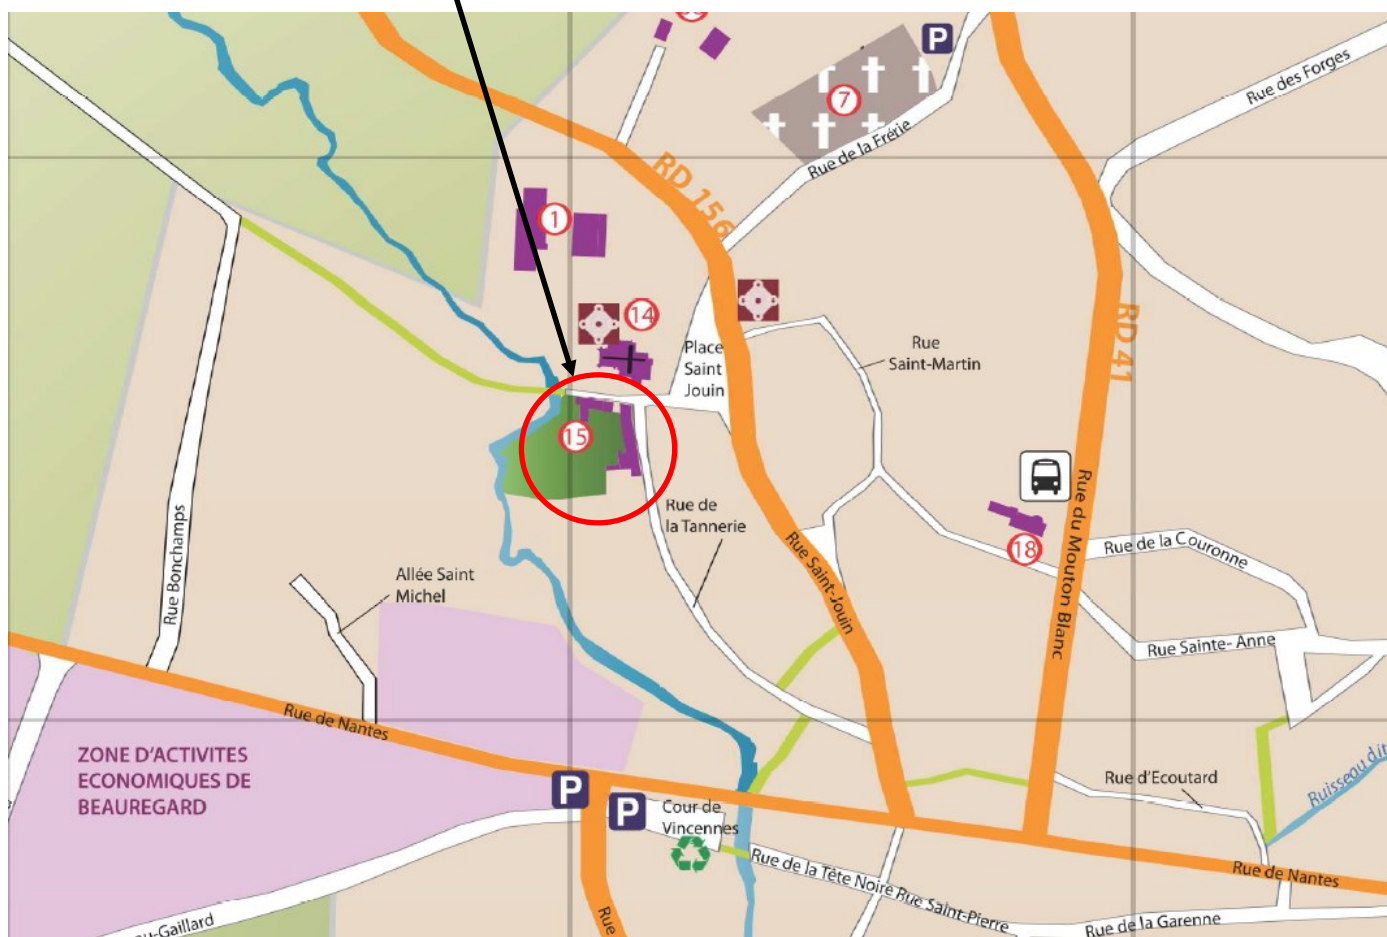 P
Rue des Forges
7
Rue de la Frérie
RD 156
1
14
Place
Saint
Jouin
Rue
Saint-Martin
RD 41
15
Rue de
la Tannerie
Rue Bonchamps
Allée Saint
Michel
18
Rue de la Couronne
Rue Saint-Jouin
Rue du Mouton Blanc
Rue Sainte- Anne
Rue de Nantes
ZONE D'ACTIVITES
ECONOMIQUES DE
BEAUREGARD
P
P
Cour de
Vincennes
Rue d'Ecoutard
Ruisseau dit
Rue de la Tête Noire
Rue Saint-Pierre
Rue de Nantes
Rue de la Garenne
-Gaillard
Rue